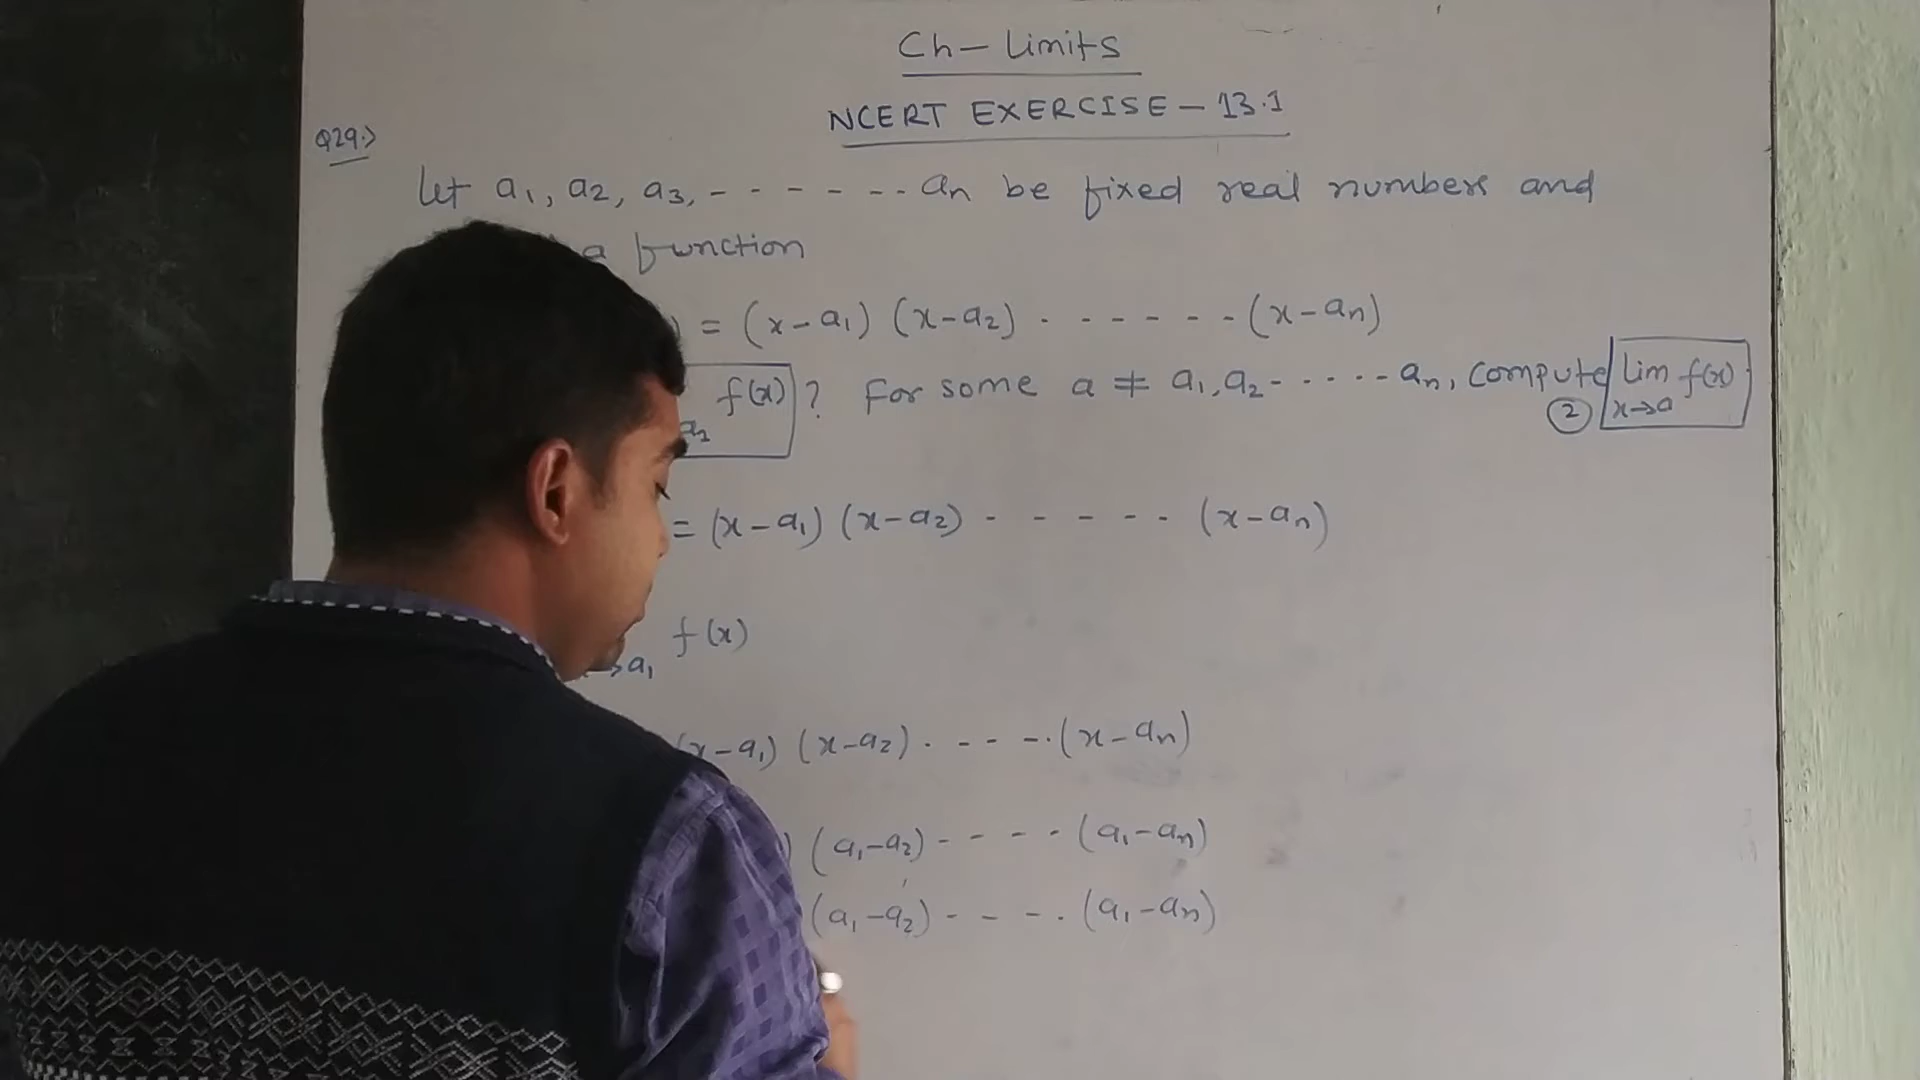 Ch - Limits
NCERT EXERCISE - 13.1
Q29.>
Let a₁, a₂, a₃, - - - - - - - aₙ be fixed real numbers and
a function
) = (x-a₁) (x-a₂) - - - - - - - (x-aₙ)
a₂ f(x) ? For some a ≠ a₁, a₂ - - - - - - aₙ, compute lim x→a f(x)
②
= (x-a₁) (x-a₂) - - - - - - (x-aₙ)
→a₁ f(x)
(x-a₁) (x-a₂) - - - - - (x-aₙ)
) (a₁-a₂) - - - - (a₁-aₙ)
(a₁-a₂) - - - - (a₁-aₙ)